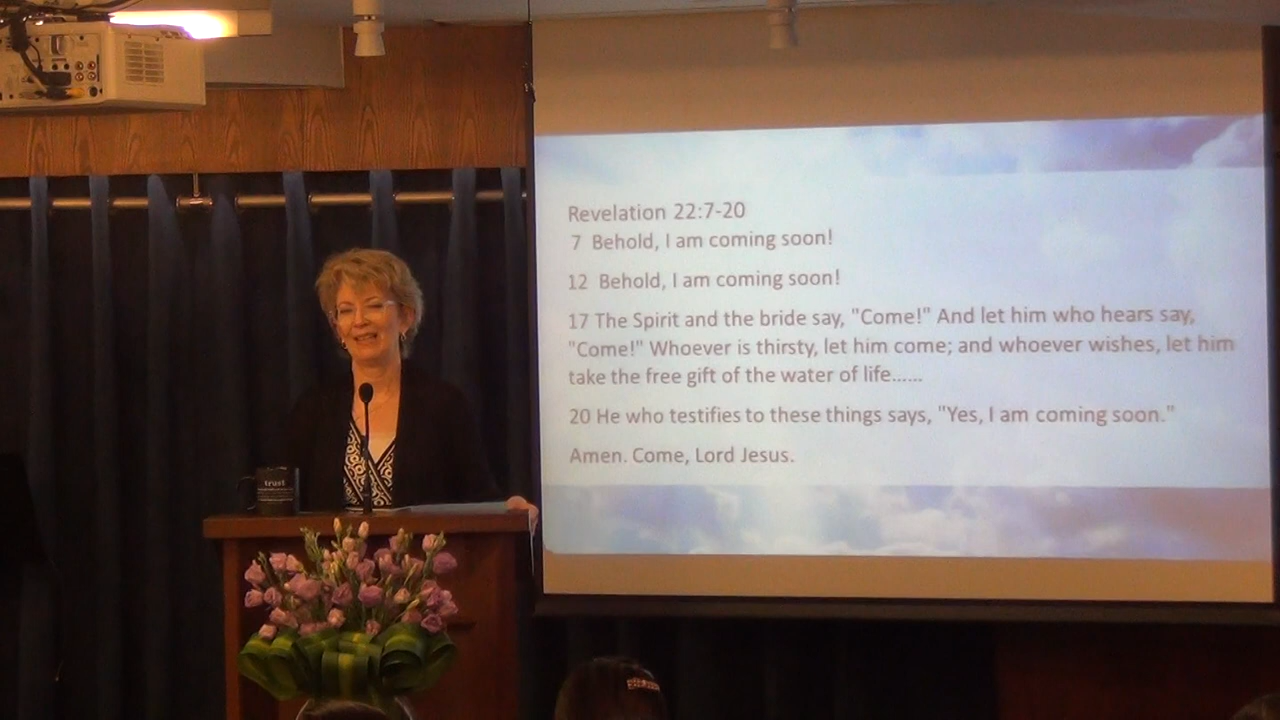 Revelation 22:7-20
7 Behold, I am coming soon!
12 Behold, I am coming soon!
17 The Spirit and the bride say, "Come!" And let him who hears say,
"Come!" Whoever is thirsty, let him come; and whoever wishes, let him
take the free gift of the water of life......
20 He who testifies to these things says, "Yes, I am coming soon."
Amen. Come, Lord Jesus.
trust